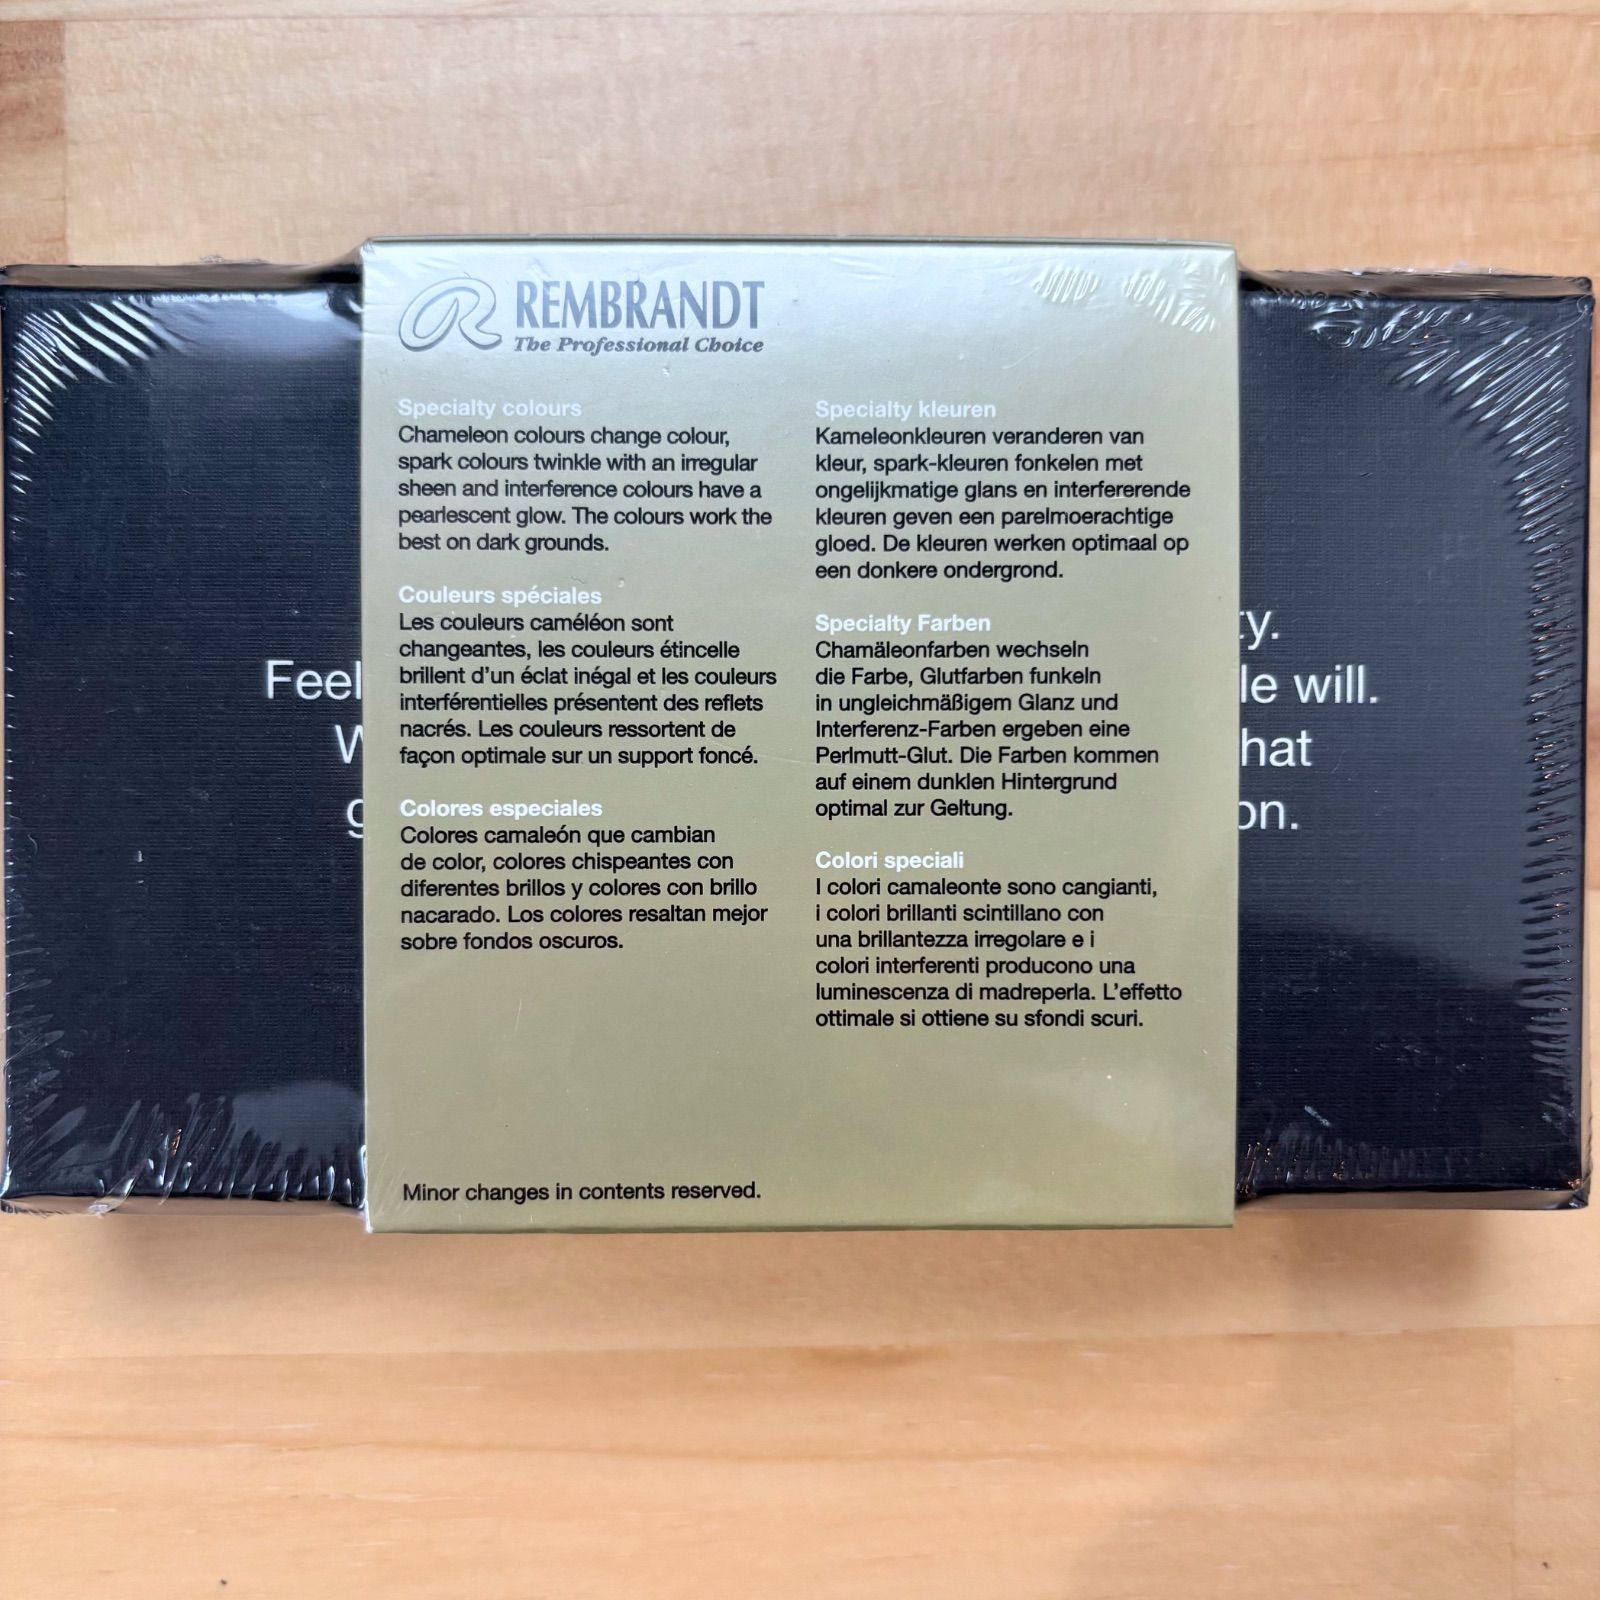 REMBRANDT
The Professional Choice
Specialty colours
Chameleon colours change colour,
spark colours twinkle with an irregular
sheen and interference colours have a
pearlescent glow. The colours work the
best on dark grounds.
Couleurs spéciales
Les couleurs caméléon sont
changeantes, les couleurs étincelle
brillent d'un éclat inégal et les couleurs
interférentielles présentent des reflets
nacrés. Les couleurs ressortent de
façon optimale sur un support foncé.
Colores especiales
Colores camaleón que cambian
de color, colores chispeantes con
diferentes brillos y colores con brillo
nacarado. Los colores resaltan mejor
sobre fondos oscuros.
Minor changes in contents reserved.
Specialty kleuren
Kameleonkleuren veranderen van
kleur, spark-kleuren fonkelen met
ongelijkmatige glans en interfererende
kleuren geven een parelmoerachtige
gloed. De kleuren werken optimaal op
een donkere ondergrond.
Specialty Farben
Chamäleonfarben wechseln
die Farbe, Glutfarben funkeln
in ungleichmäßigem Glanz und
Interferenz-Farben ergeben eine
Perlmutt-Glut. Die Farben kommen
auf einem dunklen Hintergrund
optimal zur Geltung.
Colori speciali
I colori camaleonte sono cangianti,
i colori brillanti scintillano con
una brillantezza irregolare e i
colori interferenti producono una
luminescenza di madreperla. L'effetto
ottimale si ottiene su sfondi scuri.
Feel
will.